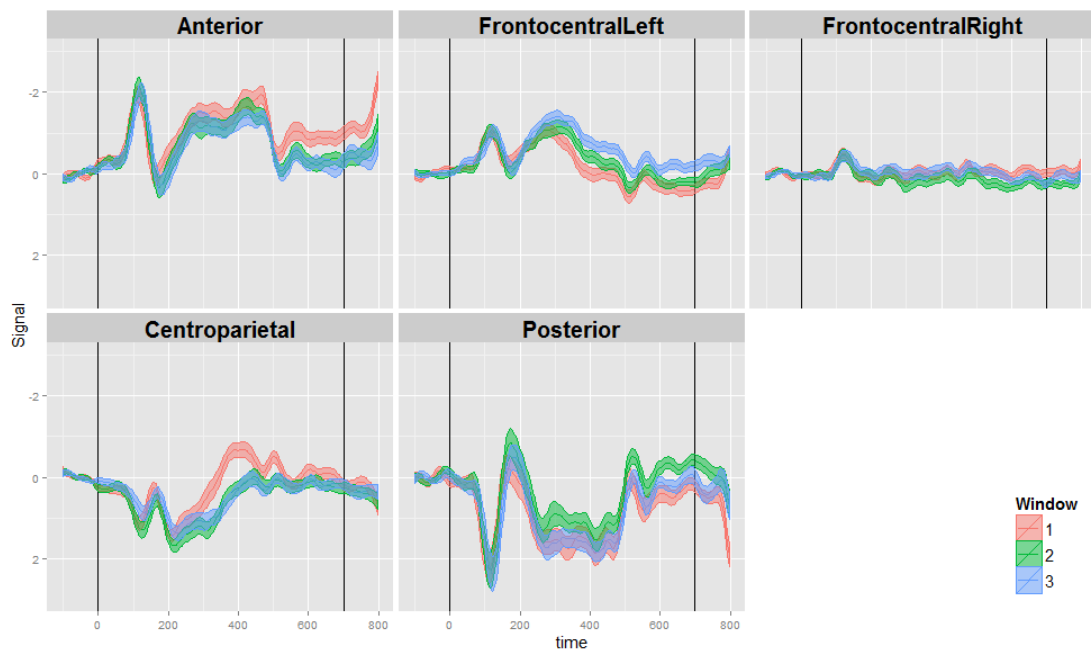 Anterior
FrontocentralLeft
FrontocentralRight
-2
0
2
Centroparietal
Posterior
-2
0
2
Signal
0
200
400
600
800
0
200
400
600
800
time
Window
1
2
3